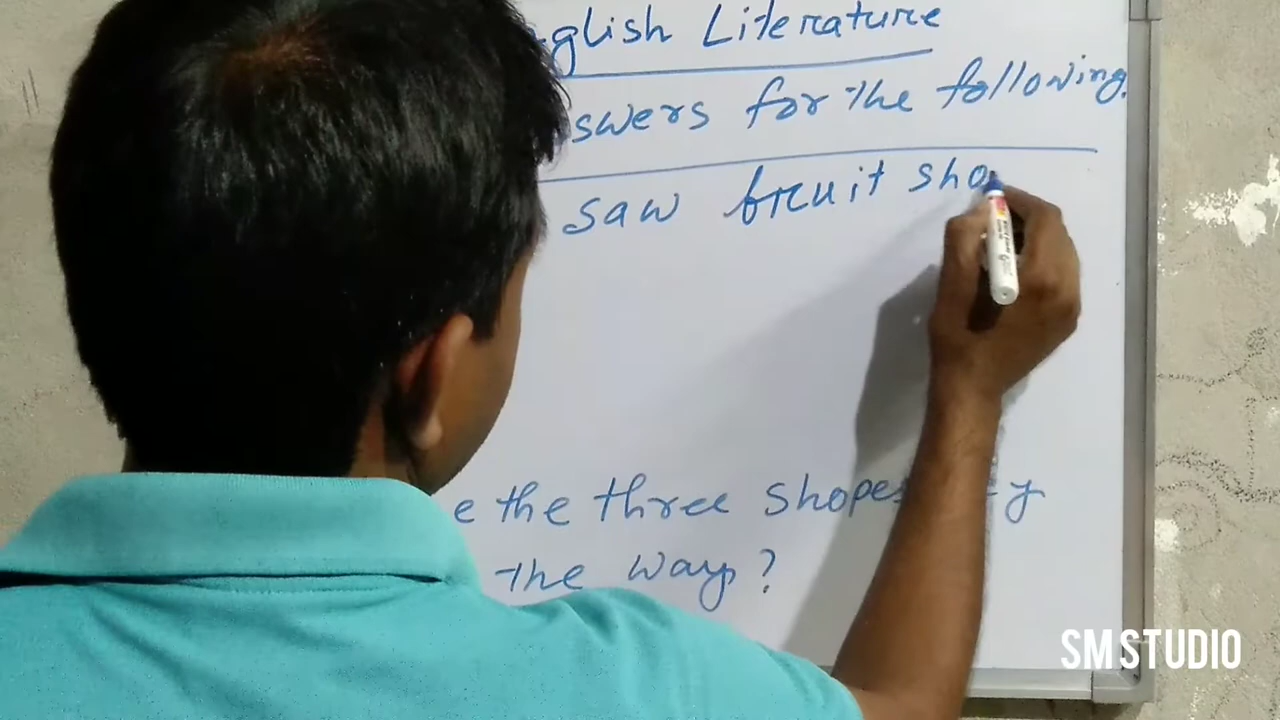 glish Literature
swers for the following.
saw fruit sho
e the three shopes y
the way?
SM STUDIO